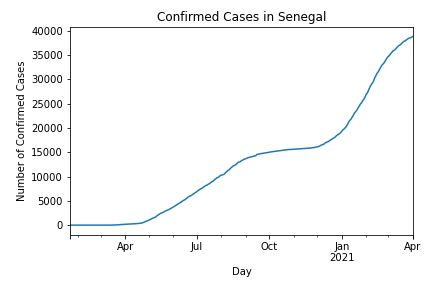 Confirmed Cases in Senegal
Number of Confirmed Cases
40000
35000
30000
25000
20000
15000
10000
5000
0
Apr
Jul
Oct
Jan
2021
Apr
Day